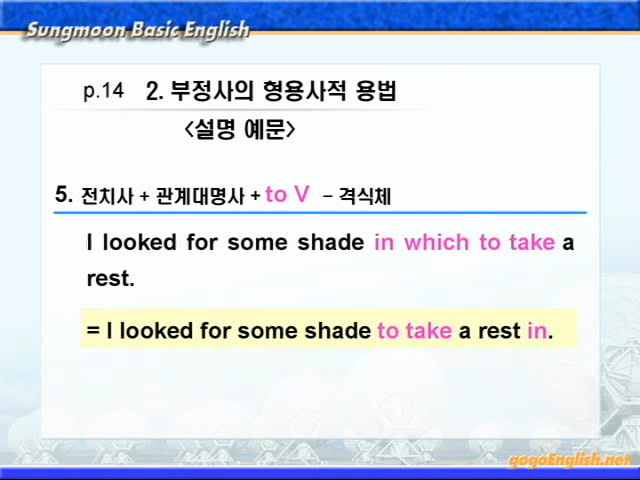 Sungmoon Basic English
p.14 2. 부정사의 형용사적 용법
<설명 예문>
5. 전치사 + 관계대명사 + to V – 격식체
I looked for some shade in which to take a
rest.
= I looked for some shade to take a rest in.
gogoEnglish.net